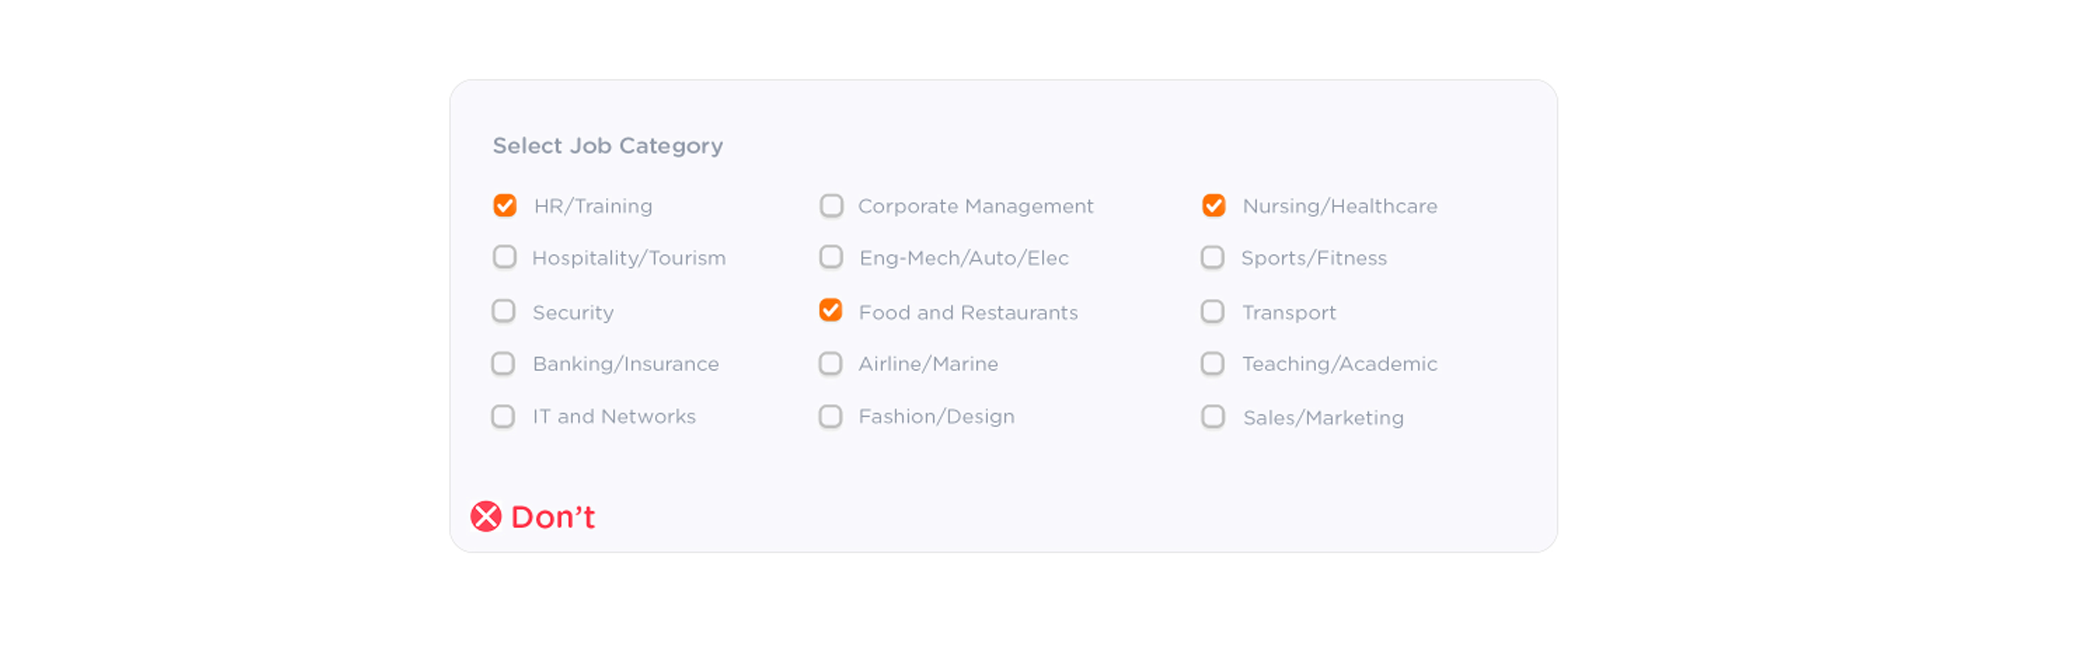 Select Job Category
HR/Training
Corporate Management
Nursing/Healthcare
Hospitality/Tourism
Eng-Mech/Auto/Elec
Sports/Fitness
Security
Food and Restaurants
Transport
Banking/Insurance
Airline/Marine
Teaching/Academic
IT and Networks
Fashion/Design
Sales/Marketing
Don’t